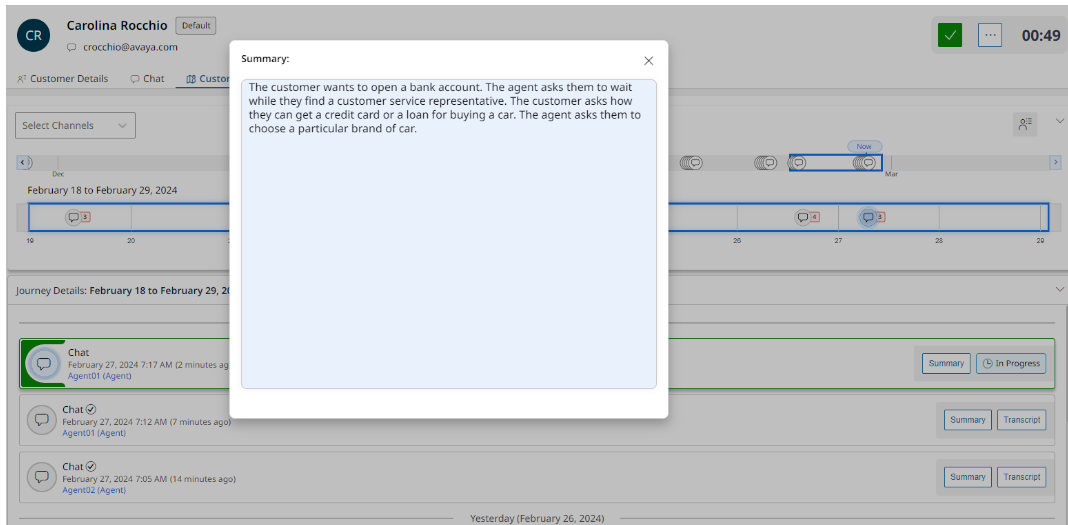 CR
Carolina Rocchio Default
crocchio@avaya.com
00:49
Customer Details Chat
Summary:
The customer wants to open a bank account. The agent asks them to wait
while they find a customer service representative. The customer asks how
they can get a credit card or a loan for buying a car. The agent asks them to
choose a particular brand of car.
Select Channels
Now
Dec Mar
February 18 to February 29, 2024
3 4 3
19 20 26 27 28 29
Journey Details: February 18 to February 29,
Chat
February 27, 2024 7:17 AM (2 minutes
Agent01 (Agent)
Summary In Progress
Chat
February 27, 2024 7:12 AM (7 minutes ago)
Agent01 (Agent)
Summary Transcript
Chat
February 27, 2024 7:05 AM (14 minutes ago)
Agent02 (Agent)
Summary Transcript
Yesterday (February 26, 2024)